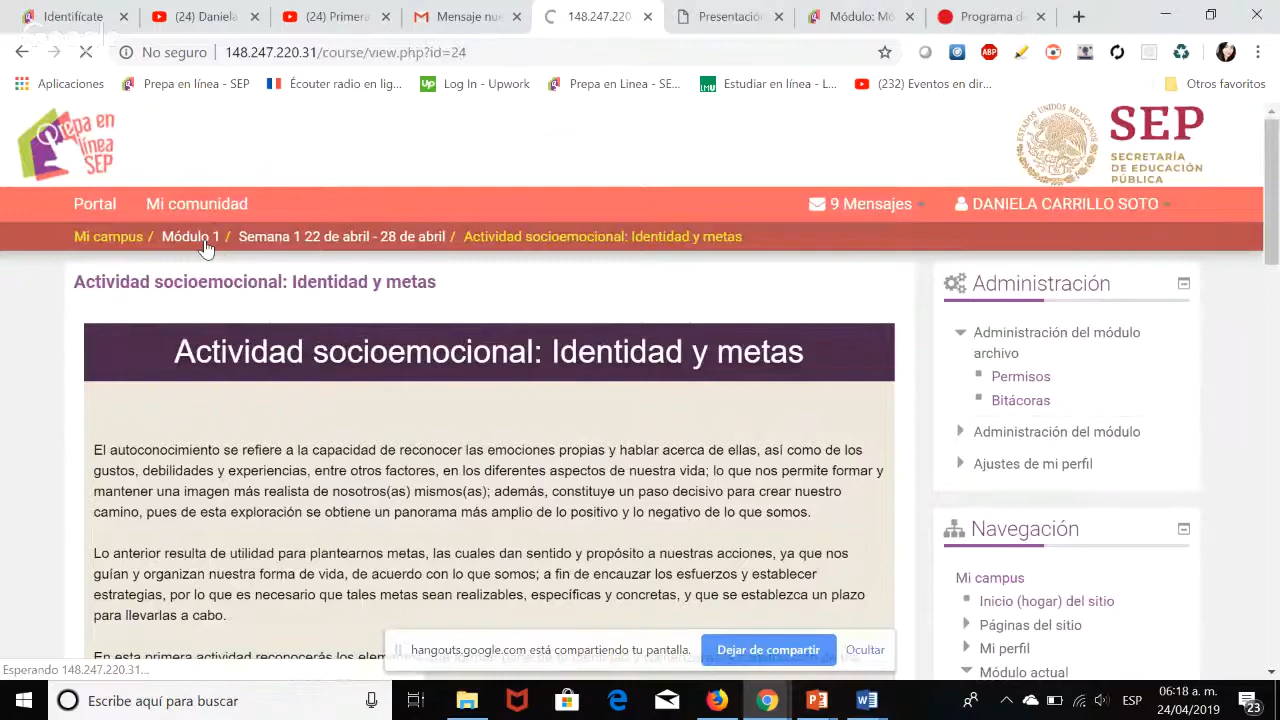 Identifícate
(24) Daniela
(24) Primera
Mensaje nue
148.247.220
Presentación
Módulo: Mó
Programa de
No seguro
148.247.220.31/course/view.php?id=24
ABP
Aplicaciones
Prepa en línea - SEP
Écouter radio en lig...
Up
Log In - Upwork
Prepa en Linea - SE...
LMU
Estudiar en línea - L...
(232) Eventos en dir...
Otros favoritos
Prepa en
línea
SEP
ESTADOS UNIDOS MEXICANOS
SEP
SECRETARÍA
DE EDUCACIÓN
PÚBLICA
Portal
Mi comunidad
9 Mensajes
DANIELA CARRILLO SOTO
Mi campus / Módulo 1 / Semana 1 22 de abril - 28 de abril / Actividad socioemocional: Identidad y metas
Actividad socioemocional: Identidad y metas
Actividad socioemocional: Identidad y metas
El autoconocimiento se refiere a la capacidad de reconocer las emociones propias y hablar acerca de ellas, así como de los
gustos, debilidades y experiencias, entre otros factores, en los diferentes aspectos de nuestra vida; lo que nos permite formar y
mantener una imagen más realista de nosotros(as) mismos(as); además, constituye un paso decisivo para crear nuestro
camino, pues de esta exploración se obtiene un panorama más amplio de lo positivo y lo negativo de lo que somos.
Lo anterior resulta de utilidad para plantearnos metas, las cuales dan sentido y propósito a nuestras acciones, ya que nos
guían y organizan nuestra forma de vida, de acuerdo con lo que somos; a fin de encauzar los esfuerzos y establecer
estrategias, por lo que es necesario que tales metas sean realizables, específicas y concretas, y que se establezca un plazo
para llevarlas a cabo.
En esta primera actividad reconocerás los
Administración
Administración del módulo
archivo
Permisos
Bitácoras
Administración del módulo
Ajustes de mi perfil
Navegación
Mi campus
Inicio (hogar) del sitio
Páginas del sitio
Mi perfil
Módulo actual
hangouts.google.com está compartiendo tu pantalla.
Dejar de compartir
Ocultar
Esperando 148.247.220.31...
Escribe aquí para buscar
ESP
06:18 a. m.
24/04/2019
23